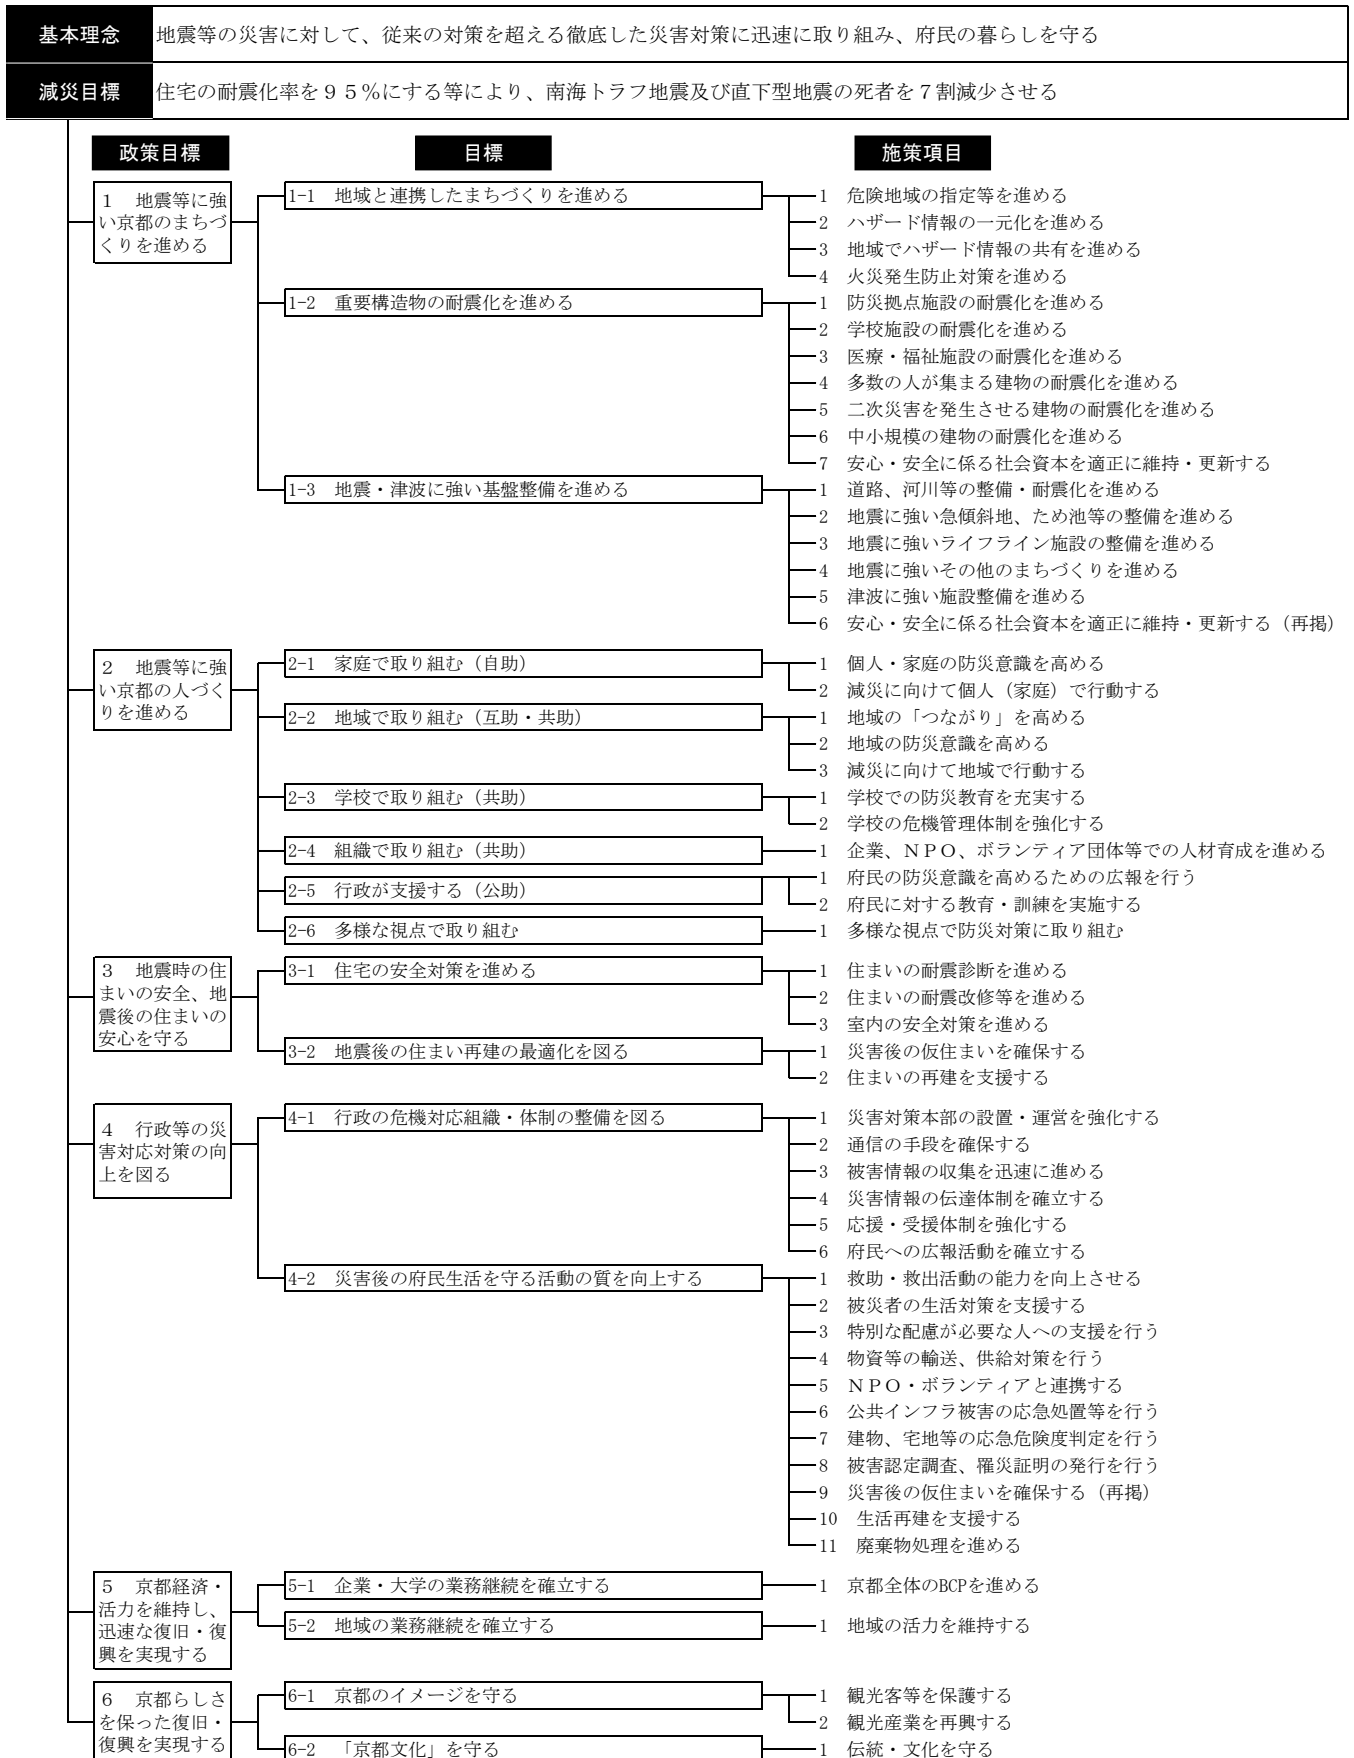 基本理念 地震等の災害に対して、従来の対策を超える徹底した災害対策に迅速に取り組み、府民の暮らしを守る
減災目標 住宅の耐震化率を９５％にする等により、南海トラフ地震及び直下型地震の死者を７割減少させる
政策目標 目標 施策項目
１　地震等に強
い京都のまちづ
くりを進める
1-1 地域と連携したまちづくりを進める
1 危険地域の指定等を進める
2 ハザード情報の一元化を進める
3 地域でハザード情報の共有を進める
4 火災発生防止対策を進める
1-2 重要構造物の耐震化を進める
1 防災拠点施設の耐震化を進める
2 学校施設の耐震化を進める
3 医療・福祉施設の耐震化を進める
4 多数の人が集まる建物の耐震化を進める
5 二次災害を発生させる建物の耐震化を進める
6 中小規模の建物の耐震化を進める
7 安心・安全に係る社会資本を適正に維持・更新する
1-3 地震・津波に強い基盤整備を進める
1 道路、河川等の整備・耐震化を進める
2 地震に強い急傾斜地、ため池等の整備を進める
3 地震に強いライフライン施設の整備を進める
4 地震に強いその他のまちづくりを進める
5 津波に強い施設整備を進める
6 安心・安全に係る社会資本を適正に維持・更新する（再掲）
２　地震等に強
い京都の人づく
りを進める
2-1 家庭で取り組む（自助）
1 個人・家庭の防災意識を高める
2 減災に向けて個人（家庭）で行動する
2-2 地域で取り組む（互助・共助）
1 地域の「つながり」を高める
2 地域の防災意識を高める
3 減災に向けて地域で行動する
2-3 学校で取り組む（共助）
1 学校での防災教育を充実する
2 学校の危機管理体制を強化する
2-4 組織で取り組む（共助）
1 企業、ＮＰＯ、ボランティア団体等での人材育成を進める
2-5 行政が支援する（公助）
1 府民の防災意識を高めるための広報を行う
2 府民に対する教育・訓練を実施する
2-6 多様な視点で取り組む
1 多様な視点で防災対策に取り組む
３　地震時の住
まいの安全、地
震後の住まいの
安心を守る
3-1 住宅の安全対策を進める
1 住まいの耐震診断を進める
2 住まいの耐震改修等を進める
3 室内の安全対策を進める
3-2 地震後の住まい再建の最適化を図る
1 災害後の仮住まいを確保する
2 住まいの再建を支援する
４　行政等の災
害対応対策の向
上を図る
4-1 行政の危機対応組織・体制の整備を図る
1 災害対策本部の設置・運営を強化する
2 通信の手段を確保する
3 被害情報の収集を迅速に進める
4 災害情報の伝達体制を確立する
5 応援・受援体制を強化する
6 府民への広報活動を確立する
4-2 災害後の府民生活を守る活動の質を向上する
1 救助・救出活動の能力を向上させる
2 被災者の生活対策を支援する
3 特別な配慮が必要な人への支援を行う
4 物資等の輸送、供給対策を行う
5 ＮＰＯ・ボランティアと連携する
6 公共インフラ被害の応急処置等を行う
7 建物、宅地等の応急危険度判定を行う
8 被害認定調査、罹災証明の発行を行う
9 災害後の仮住まいを確保する（再掲）
10 生活再建を支援する
11 廃棄物処理を進める
５　京都経済・
活力を維持し、
迅速な復旧・復
興を実現する
5-1 企業・大学の業務継続を確立する
1 京都全体のBCPを進める
5-2 地域の業務継続を確立する
1 地域の活力を維持する
６　京都らしさ
を保った復旧・
復興を実現する
6-1 京都のイメージを守る
1 観光客等を保護する
2 観光産業を再興する
6-2 「京都文化」を守る
1 伝統・文化を守る